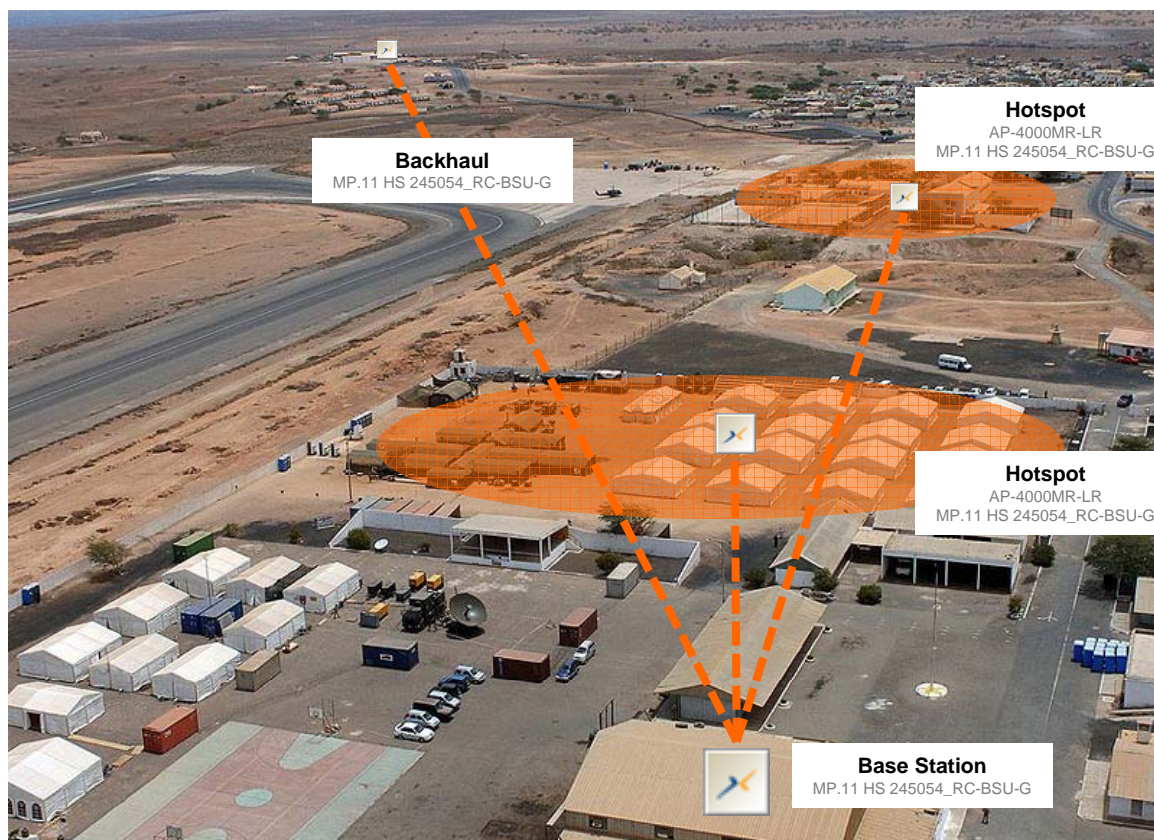 Hotspot
AP-4000MR-LR
MP.11 HS 245054_RC-BSU-G
Backhaul
MP.11 HS 245054_RC-BSU-G
Hotspot
AP-4000MR-LR
MP.11 HS 245054_RC-BSU-G
Base Station
MP.11 HS 245054_RC-BSU-G